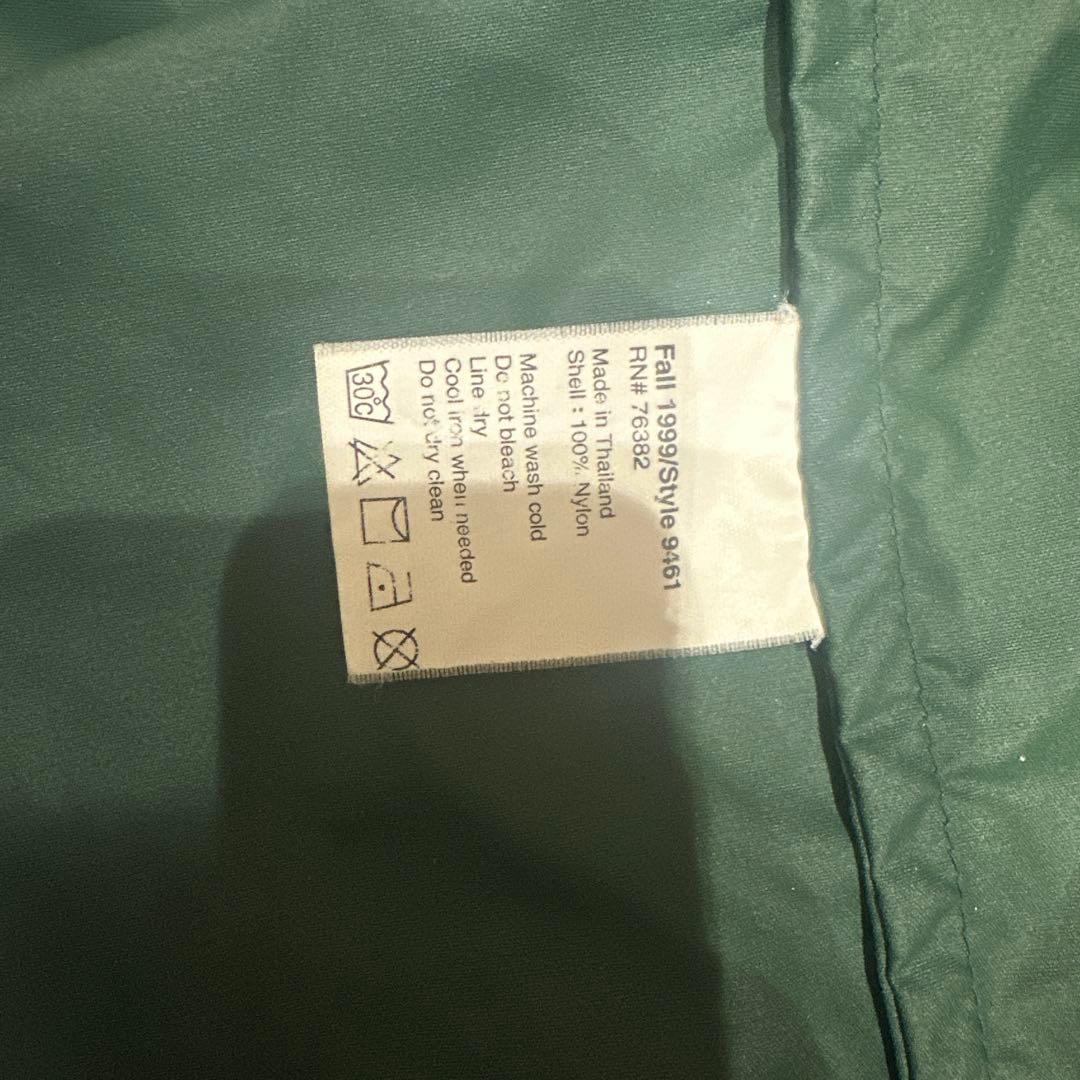 Fall 1999/Style 9461
RN# 76382
Made in Thailand
Shell : 100% Nylon
Machine wash cold
Do not bleach
Line dry
Cool iron when needed
Do not dry clean
30°C